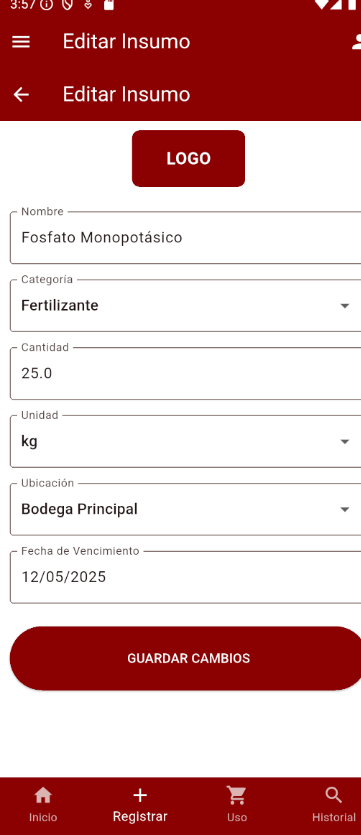 3:57
Editar Insumo
Editar Insumo
LOGO
Nombre
Fosfato Monopotásico
Categoría
Fertilizante
Cantidad
25.0
Unidad
kg
Ubicación
Bodega Principal
Fecha de Vencimiento
12/05/2025
GUARDAR CAMBIOS
Inicio
Registrar
Uso
Historial